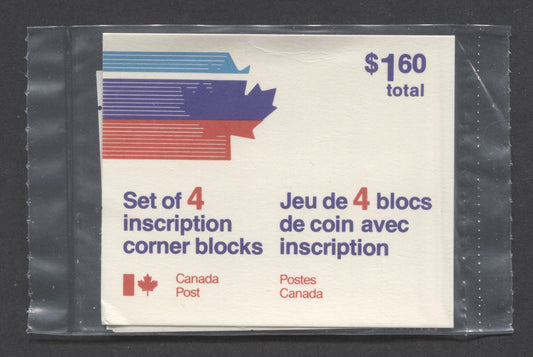 $1.60
total
Set of 4
inscription
corner blocks
Jeu de 4 blocs
de coin avec
inscription
Canada
Post
Postes
Canada